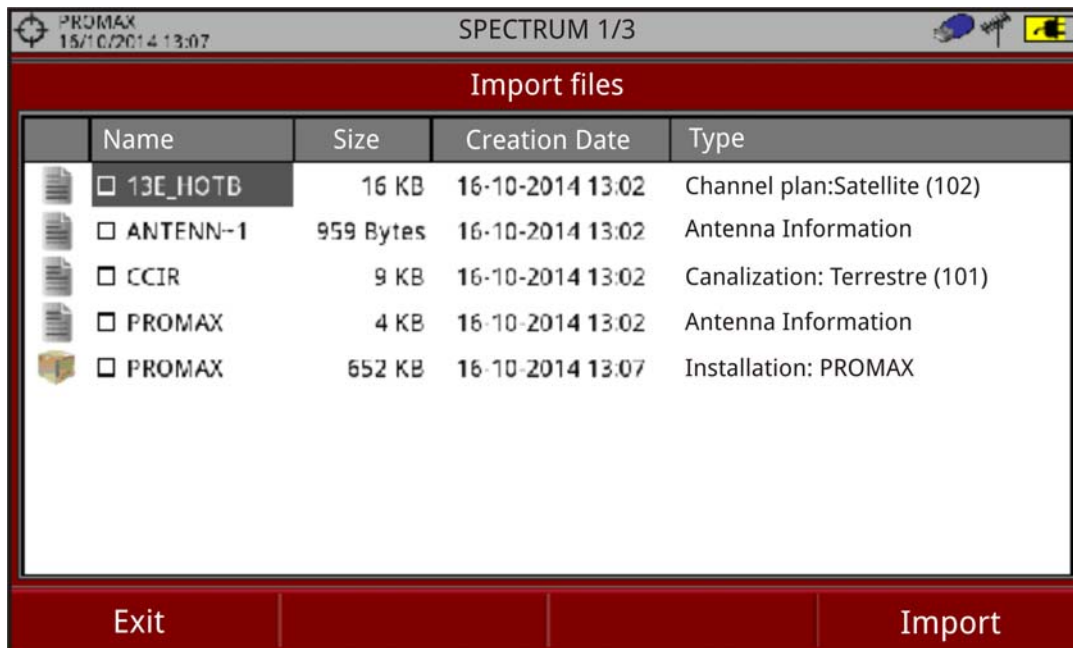 PROMAX
16/10/2014 13:07
SPECTRUM 1/3
Import files
Name Size Creation Date Type
13E_HOTB 16 KB 16-10-2014 13:02 Channel plan:Satellite (102)
ANTENN~1 959 Bytes 16-10-2014 13:02 Antenna Information
CCIR 9 KB 16-10-2014 13:02 Canalization: Terrestre (101)
PROMAX 4 KB 16-10-2014 13:02 Antenna Information
PROMAX 652 KB 16-10-2014 13:07 Installation: PROMAX
Exit Import